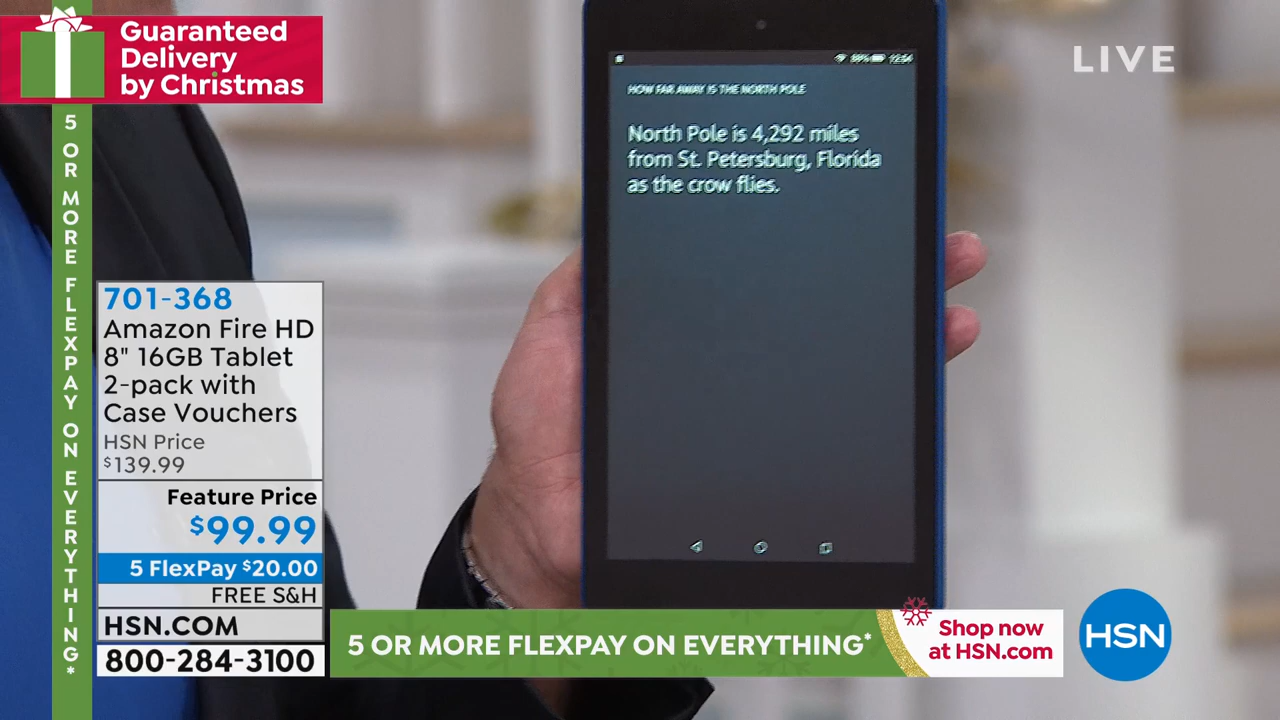 Guaranteed
Delivery
by Christmas
LIVE
5 OR MORE FLEXPAY ON EVERYTHING*
HOW FAR AWAY IS THE NORTH POLE
North Pole is 4,292 miles
from St. Petersburg, Florida
as the crow flies.
701-368
Amazon Fire HD
8" 16GB Tablet
2-pack with
Case Vouchers
HSN Price
$139.99
Feature Price
$99.99
5 FlexPay $20.00
FREE S&H
HSN.COM
800-284-3100
5 OR MORE FLEXPAY ON EVERYTHING*
Shop now
at HSN.com
HSN